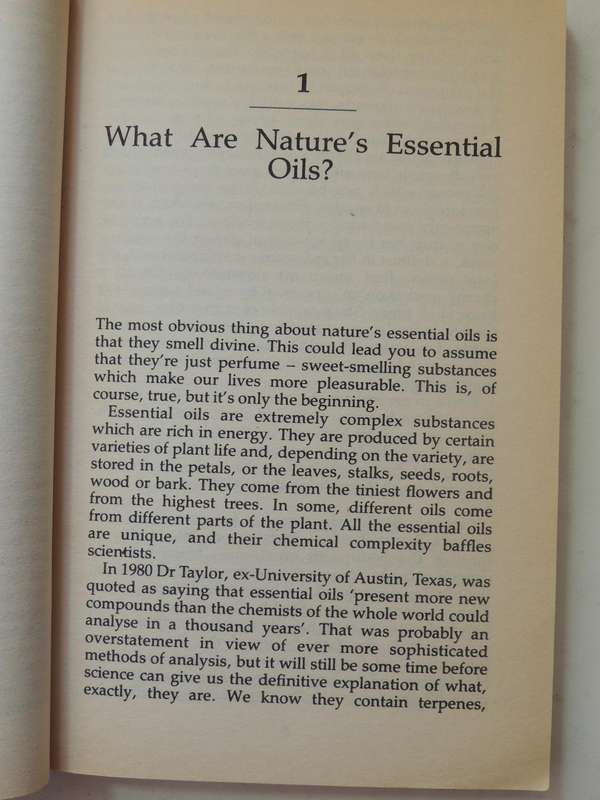 1
What Are Nature's Essential
Oils?
The most obvious thing about nature's essential oils is
that they smell divine. This could lead you to assume
that they're just perfume – sweet-smelling substances
which make our lives more pleasurable. This is, of
course, true, but it's only the beginning.
Essential oils are extremely complex substances
which are rich in energy. They are produced by certain
varieties of plant life and, depending on the variety, are
stored in the petals, or the leaves, stalks, seeds, roots,
wood or bark. They come from the tiniest flowers and
from the highest trees. In some, different oils come
from different parts of the plant. All the essential oils
are unique, and their chemical complexity baffles
scientists.
In 1980 Dr Taylor, ex-University of Austin, Texas, was
quoted as saying that essential oils 'present more new
compounds than the chemists of the whole world could
analyse in a thousand years'. That was probably an
overstatement in view of ever more sophisticated
methods of analysis, but it will still be some time before
science can give us the definitive explanation of what,
exactly, they are. We know they contain terpenes,